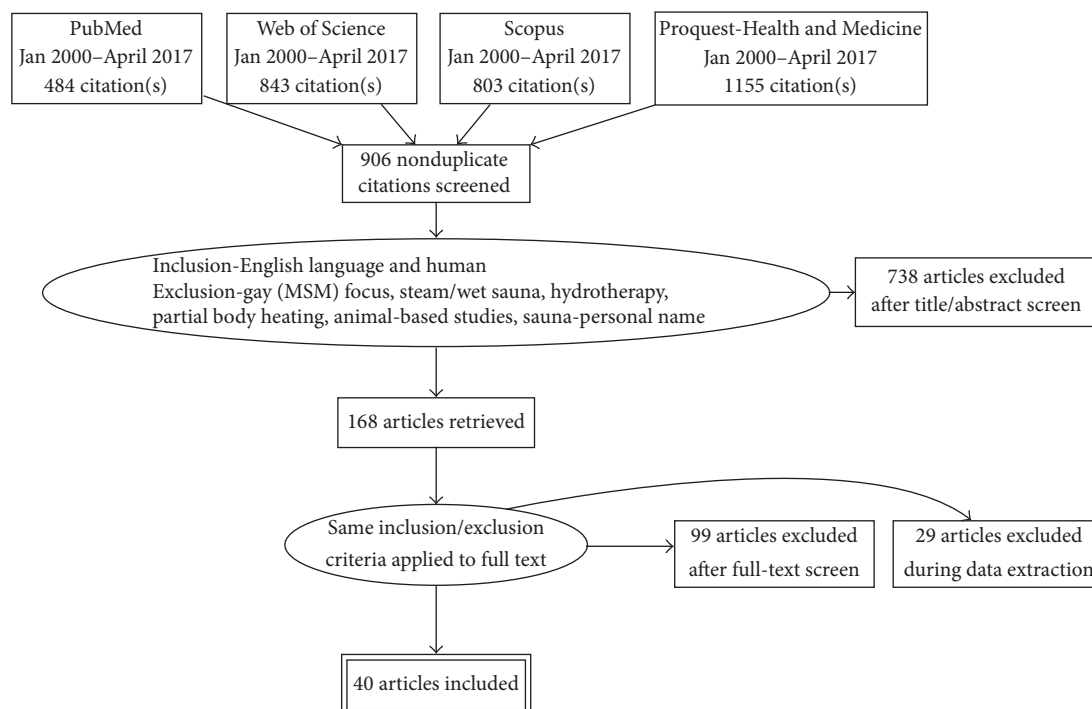 PubMed
Jan 2000–April 2017
484 citation(s)
Web of Science
Jan 2000–April 2017
843 citation(s)
Scopus
Jan 2000–April 2017
803 citation(s)
Proquest-Health and Medicine
Jan 2000–April 2017
1155 citation(s)
906 nonduplicate
citations screened
Inclusion-English language and human
Exclusion-gay (MSM) focus, steam/wet sauna, hydrotherapy,
partial body heating, animal-based studies, sauna-personal name
738 articles excluded
after title/abstract screen
168 articles retrieved
Same inclusion/exclusion
criteria applied to full text
99 articles excluded
after full-text screen
29 articles excluded
during data extraction
40 articles included